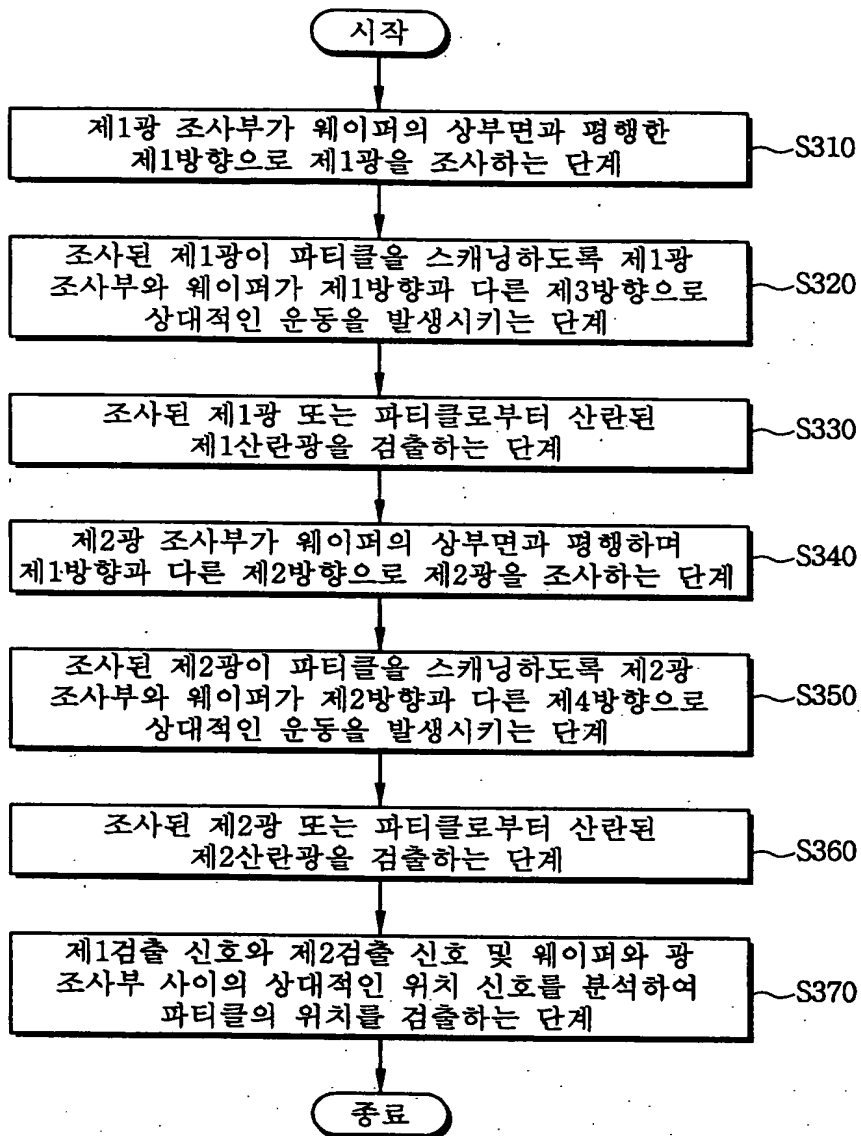 시작
제1광 조사부가 웨이퍼의 상부면과 평행한
제1방향으로 제1광을 조사하는 단계
S310
조사된 제1광이 파티클을 스캐닝하도록 제1광
조사부와 웨이퍼가 제1방향과 다른 제3방향으로
상대적인 운동을 발생시키는 단계
S320
조사된 제1광 또는 파티클로부터 산란된
제1산란광을 검출하는 단계
S330
제2광 조사부가 웨이퍼의 상부면과 평행하며
제1방향과 다른 제2방향으로 제2광을 조사하는 단계
S340
조사된 제2광이 파티클을 스캐닝하도록 제2광
조사부와 웨이퍼가 제2방향과 다른 제4방향으로
상대적인 운동을 발생시키는 단계
S350
조사된 제2광 또는 파티클로부터 산란된
제2산란광을 검출하는 단계
S360
제1검출 신호와 제2검출 신호 및 웨이퍼와 광
조사부 사이의 상대적인 위치 신호를 분석하여
파티클의 위치를 검출하는 단계
S370
종료